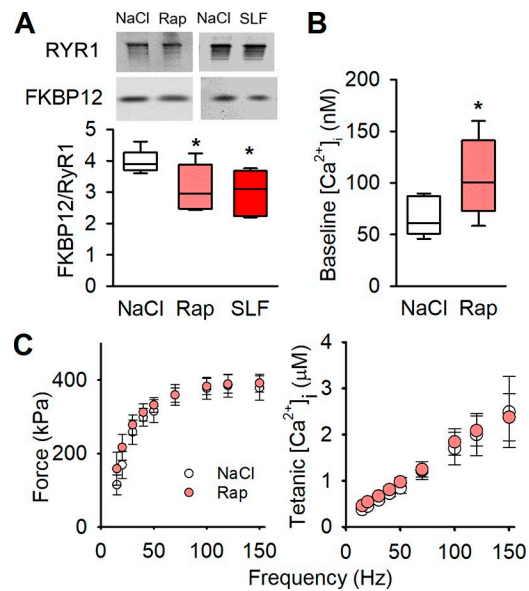 A
NaCl Rap NaCl SLF
RYR1
FKBP12
FKBP12/RyR1
5
4
3
2
1
0
* *
NaCl Rap SLF
B
Baseline [Ca2+]i (nM)
200
150
100
50
0
*
NaCl Rap
C
Force (kPa)
400
200
0
NaCl
Rap
0 50 100 150
Tetanic [Ca2+]i (μM)
4
3
2
1
0
0 50 100 150
Frequency (Hz)